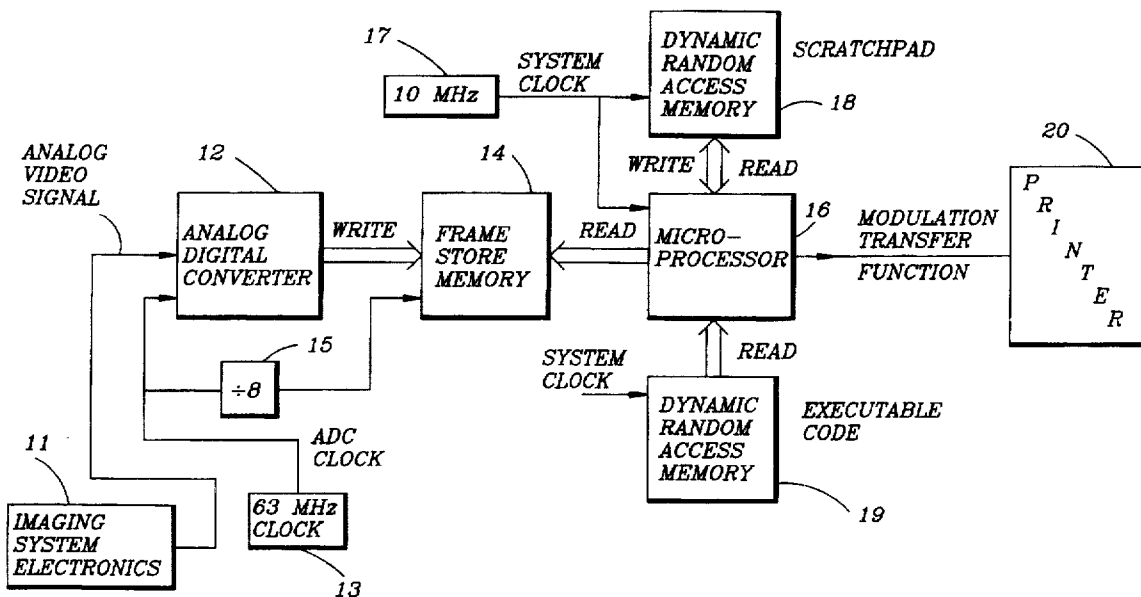 17
10 MHz
SYSTEM
CLOCK
DYNAMIC
RANDOM
ACCESS
MEMORY
SCRATCHPAD
18
WRITE
READ
ANALOG
VIDEO
SIGNAL
12
ANALOG
DIGITAL
CONVERTER
WRITE
14
FRAME
STORE
MEMORY
READ
MICRO-
PROCESSOR
16
MODULATION
TRANSFER
FUNCTION
20
PRINTER
15
÷8
READ
SYSTEM
CLOCK
DYNAMIC
RANDOM
ACCESS
MEMORY
EXECUTABLE
CODE
19
ADC
CLOCK
11
IMAGING
SYSTEM
ELECTRONICS
63 MHz
CLOCK
13